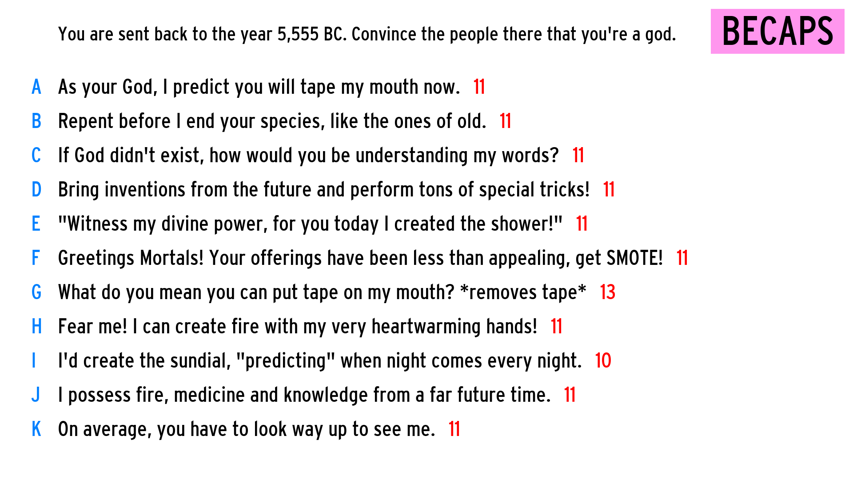 You are sent back to the year 5,555 BC. Convince the people there that you're a god.
BECAPS
A As your God, I predict you will tape my mouth now. 11
B Repent before I end your species, like the ones of old. 11
C If God didn't exist, how would you be understanding my words? 11
D Bring inventions from the future and perform tons of special tricks! 11
E "Witness my divine power, for you today I created the shower!" 11
F Greetings Mortals! Your offerings have been less than appealing, get SMOTE! 11
G What do you mean you can put tape on my mouth? *removes tape* 13
H Fear me! I can create fire with my very heartwarming hands! 11
I I'd create the sundial, "predicting" when night comes every night. 10
J I possess fire, medicine and knowledge from a far future time. 11
K On average, you have to look way up to see me. 11